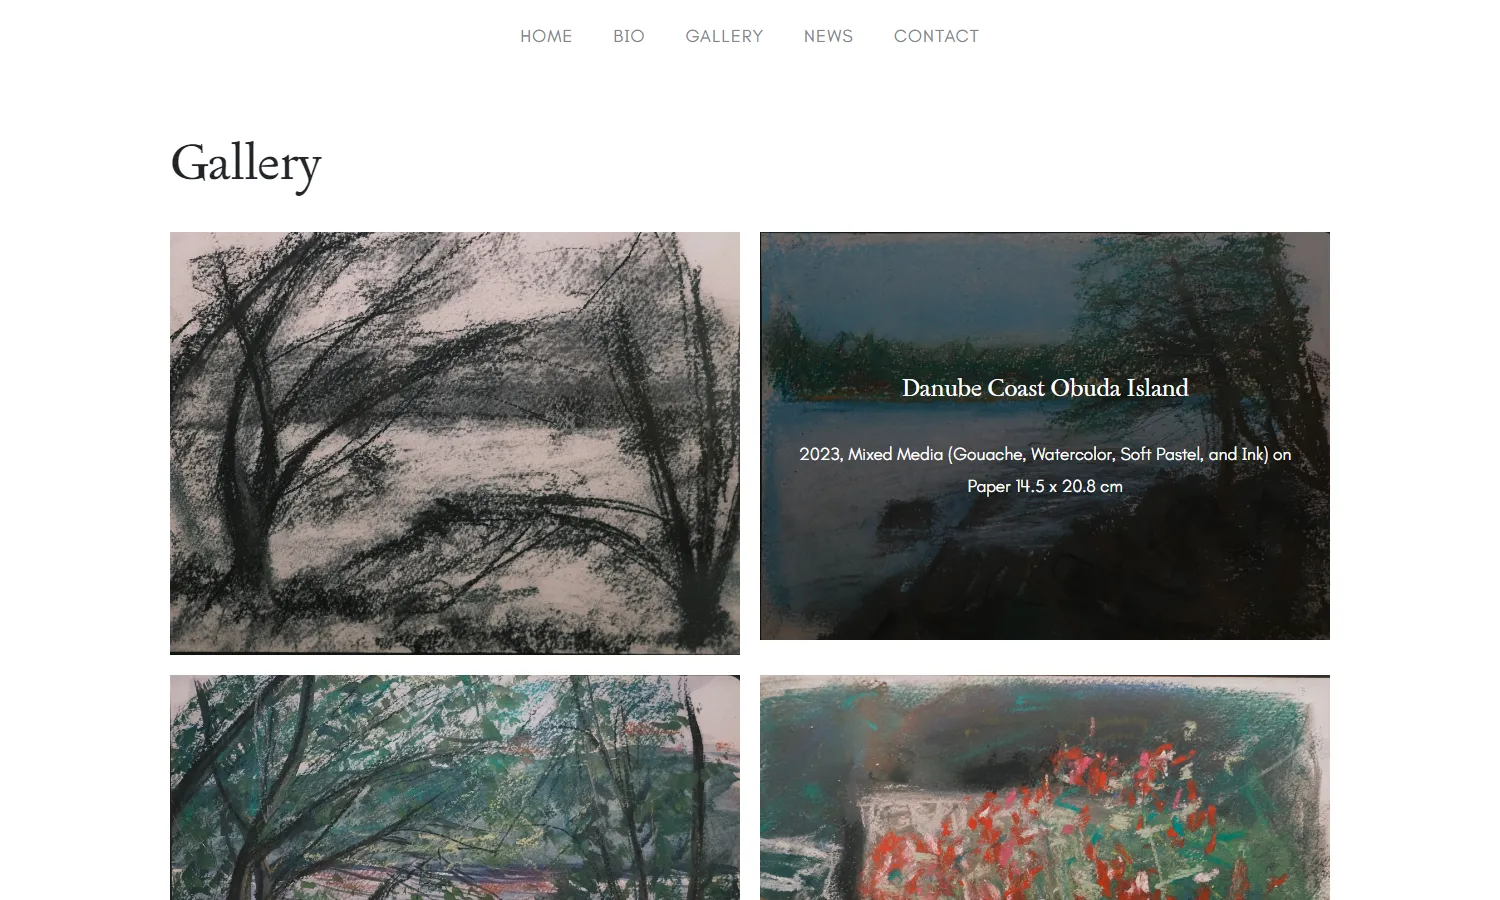 HOME BIO GALLERY NEWS CONTACT
Gallery
Danube Coast Obuda Island
2023, Mixed Media (Gouache, Watercolor, Soft Pastel, and Ink) on
Paper 14.5 x 20.8 cm